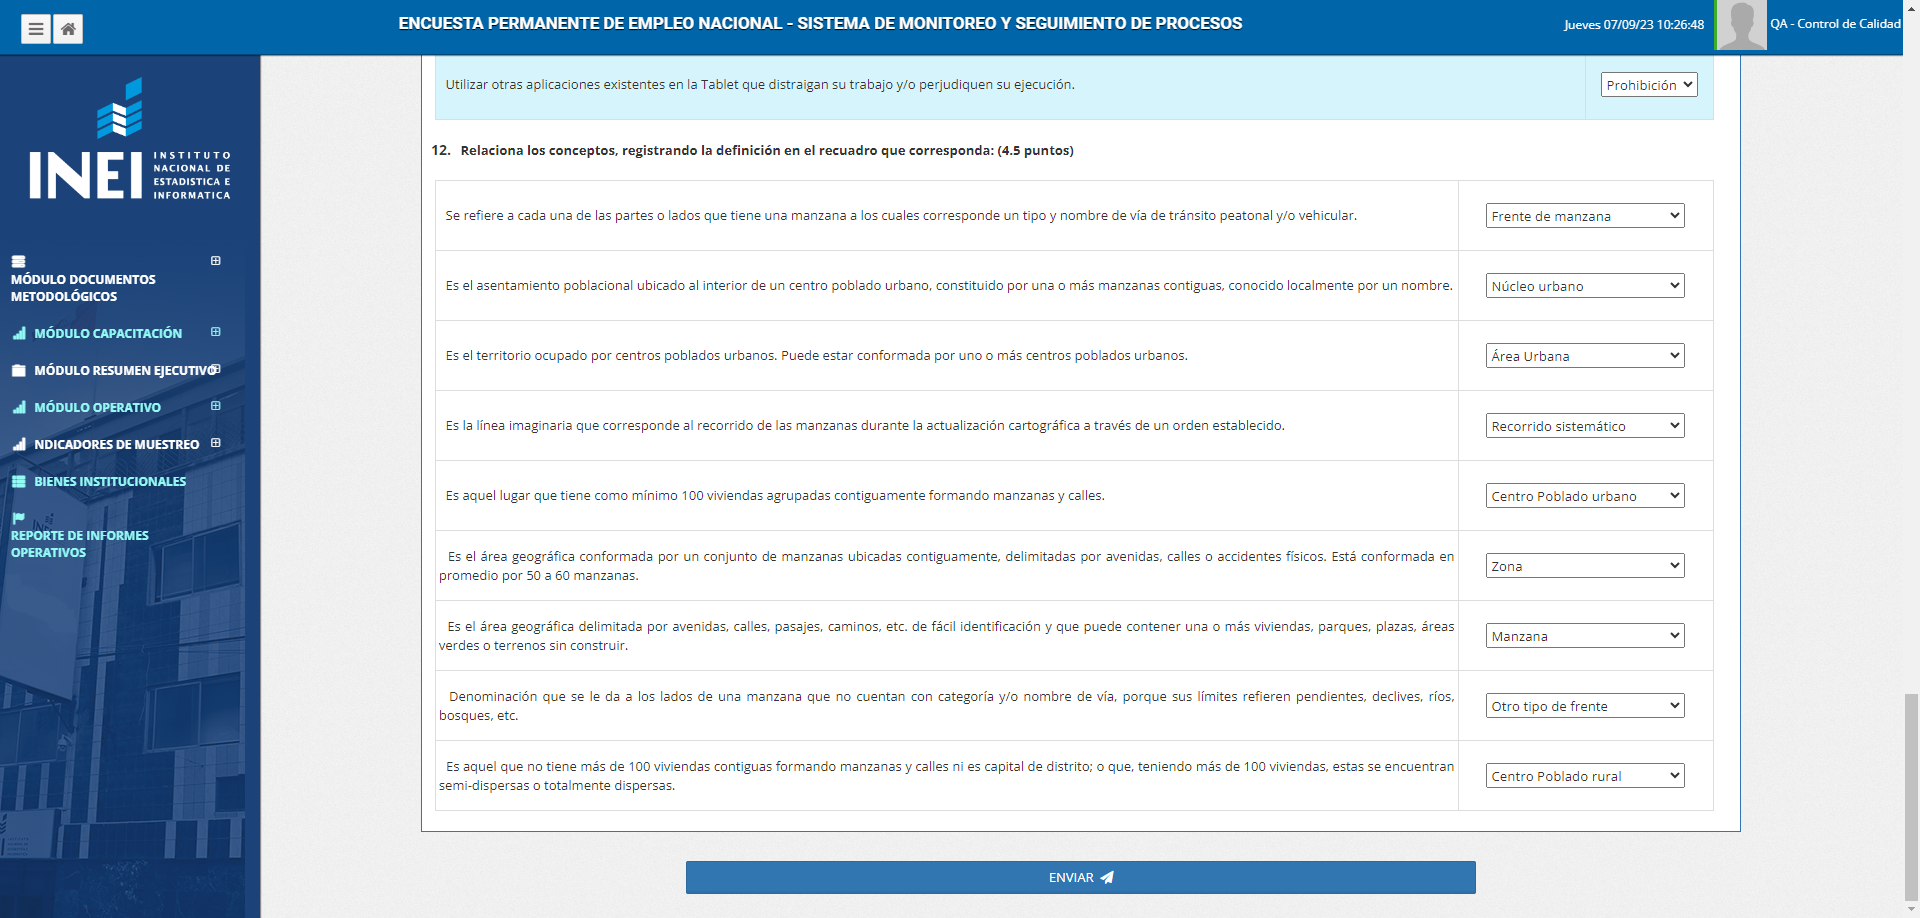 ENCUESTA PERMANENTE DE EMPLEO NACIONAL - SISTEMA DE MONITOREO Y SEGUIMIENTO DE PROCESOS
Jueves 07/09/23 10:26:48
QA - Control de Calidad
INEI
INSTITUTO
NACIONAL DE
ESTADISTICA E
INFORMATICA
MÓDULO DOCUMENTOS
METODOLÓGICOS
MÓDULO CAPACITACIÓN
MÓDULO RESUMEN EJECUTIVO
MÓDULO OPERATIVO
NDICADORES DE MUESTREO
BIENES INSTITUCIONALES
REPORTE DE INFORMES
OPERATIVOS
Utilizar otras aplicaciones existentes en la Tablet que distraigan su trabajo y/o perjudiquen su ejecución.
Prohibición
12. Relaciona los conceptos, registrando la definición en el recuadro que corresponda: (4.5 puntos)
Se refiere a cada una de las partes o lados que tiene una manzana a los cuales corresponde un tipo y nombre de vía de tránsito peatonal y/o vehicular.
Frente de manzana
Es el asentamiento poblacional ubicado al interior de un centro poblado urbano, constituido por una o más manzanas contiguas, conocido localmente por un nombre.
Núcleo urbano
Es el territorio ocupado por centros poblados urbanos. Puede estar conformada por uno o más centros poblados urbanos.
Área Urbana
Es la línea imaginaria que corresponde al recorrido de las manzanas durante la actualización cartográfica a través de un orden establecido.
Recorrido sistemático
Es aquel lugar que tiene como mínimo 100 viviendas agrupadas contiguamente formando manzanas y calles.
Centro Poblado urbano
Es el área geográfica conformada por un conjunto de manzanas ubicadas contiguamente, delimitadas por avenidas, calles o accidentes físicos. Está conformada en
promedio por 50 a 60 manzanas.
Zona
Es el área geográfica delimitada por avenidas, calles, pasajes, caminos, etc. de fácil identificación y que puede contener una o más viviendas, parques, plazas, áreas
verdes o terrenos sin construir.
Manzana
Denominación que se le da a los lados de una manzana que no cuentan con categoría y/o nombre de vía, porque sus límites refieren pendientes, declives, ríos,
bosques, etc.
Otro tipo de frente
Es aquel que no tiene más de 100 viviendas contiguas formando manzanas y calles ni es capital de distrito; o que, teniendo más de 100 viviendas, estas se encuentran
semi-dispersas o totalmente dispersas.
Centro Poblado rural
ENVIAR